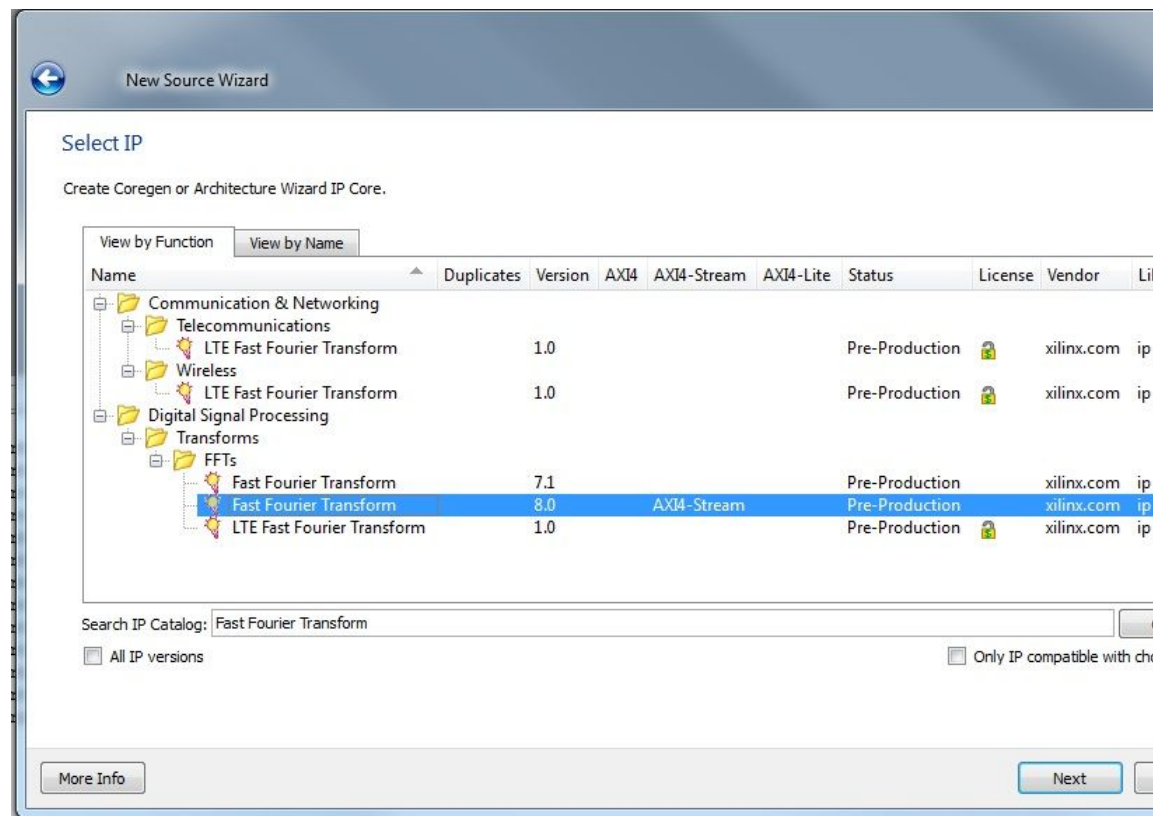 New Source Wizard
Select IP
Create Coregen or Architecture Wizard IP Core.
View by Function View by Name
Name Duplicates Version AXI4 AXI4-Stream AXI4-Lite Status License Vendor
Communication & Networking
Telecommunications
LTE Fast Fourier Transform 1.0 Pre-Production xilinx.com ip
Wireless
LTE Fast Fourier Transform 1.0 Pre-Production xilinx.com ip
Digital Signal Processing
Transforms
FFTs
Fast Fourier Transform 7.1 Pre-Production xilinx.com ip
Fast Fourier Transform 8.0 AXI4-Stream Pre-Production xilinx.com ip
LTE Fast Fourier Transform 1.0 Pre-Production xilinx.com ip
Search IP Catalog: Fast Fourier Transform
All IP versions Only IP compatible with
More Info Next